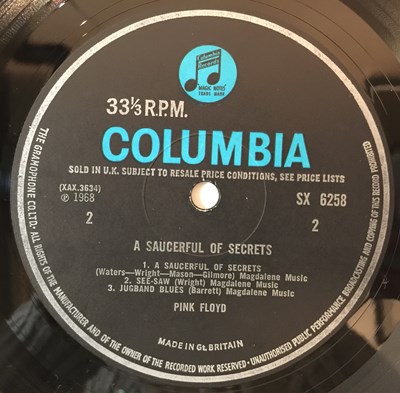 Columbia
Records
MAGIC NOTES
TRADE MARK
33⅓ R.P.M.
COLUMBIA
SOLD IN U.K. SUBJECT TO RESALE PRICE CONDITIONS, SEE PRICE LISTS
(XAX.3634)
℗ 1968
SX 6258
2
2
A SAUCERFUL OF SECRETS
1. A SAUCERFUL OF SECRETS
(Waters—Wright—Mason—Gilmore) Magdalene Music
2. SEE-SAW (Wright) Magdalene Music
3. JUGBAND BLUES (Barrett) Magdalene Music
PINK FLOYD
MADE IN GT. BRITAIN
THE GRAMOPHONE CO. LTD. ALL RIGHTS OF THE MANUFACTURER AND OF THE OWNER OF THE RECORDED WORK RESERVED — UNAUTHORISED PUBLIC PERFORMANCE BROADCASTING AND COPYING OF THIS RECORD PROHIBITED